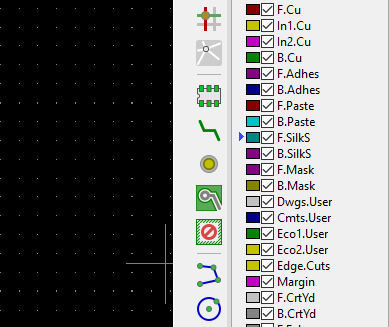 F.Cu
In1.Cu
In2.Cu
B.Cu
F.Adhes
B.Adhes
F.Paste
B.Paste
F.SilkS
B.SilkS
F.Mask
B.Mask
Dwgs.User
Cmts.User
Eco1.User
Eco2.User
Edge.Cuts
Margin
F.CrtYd
B.CrtYd